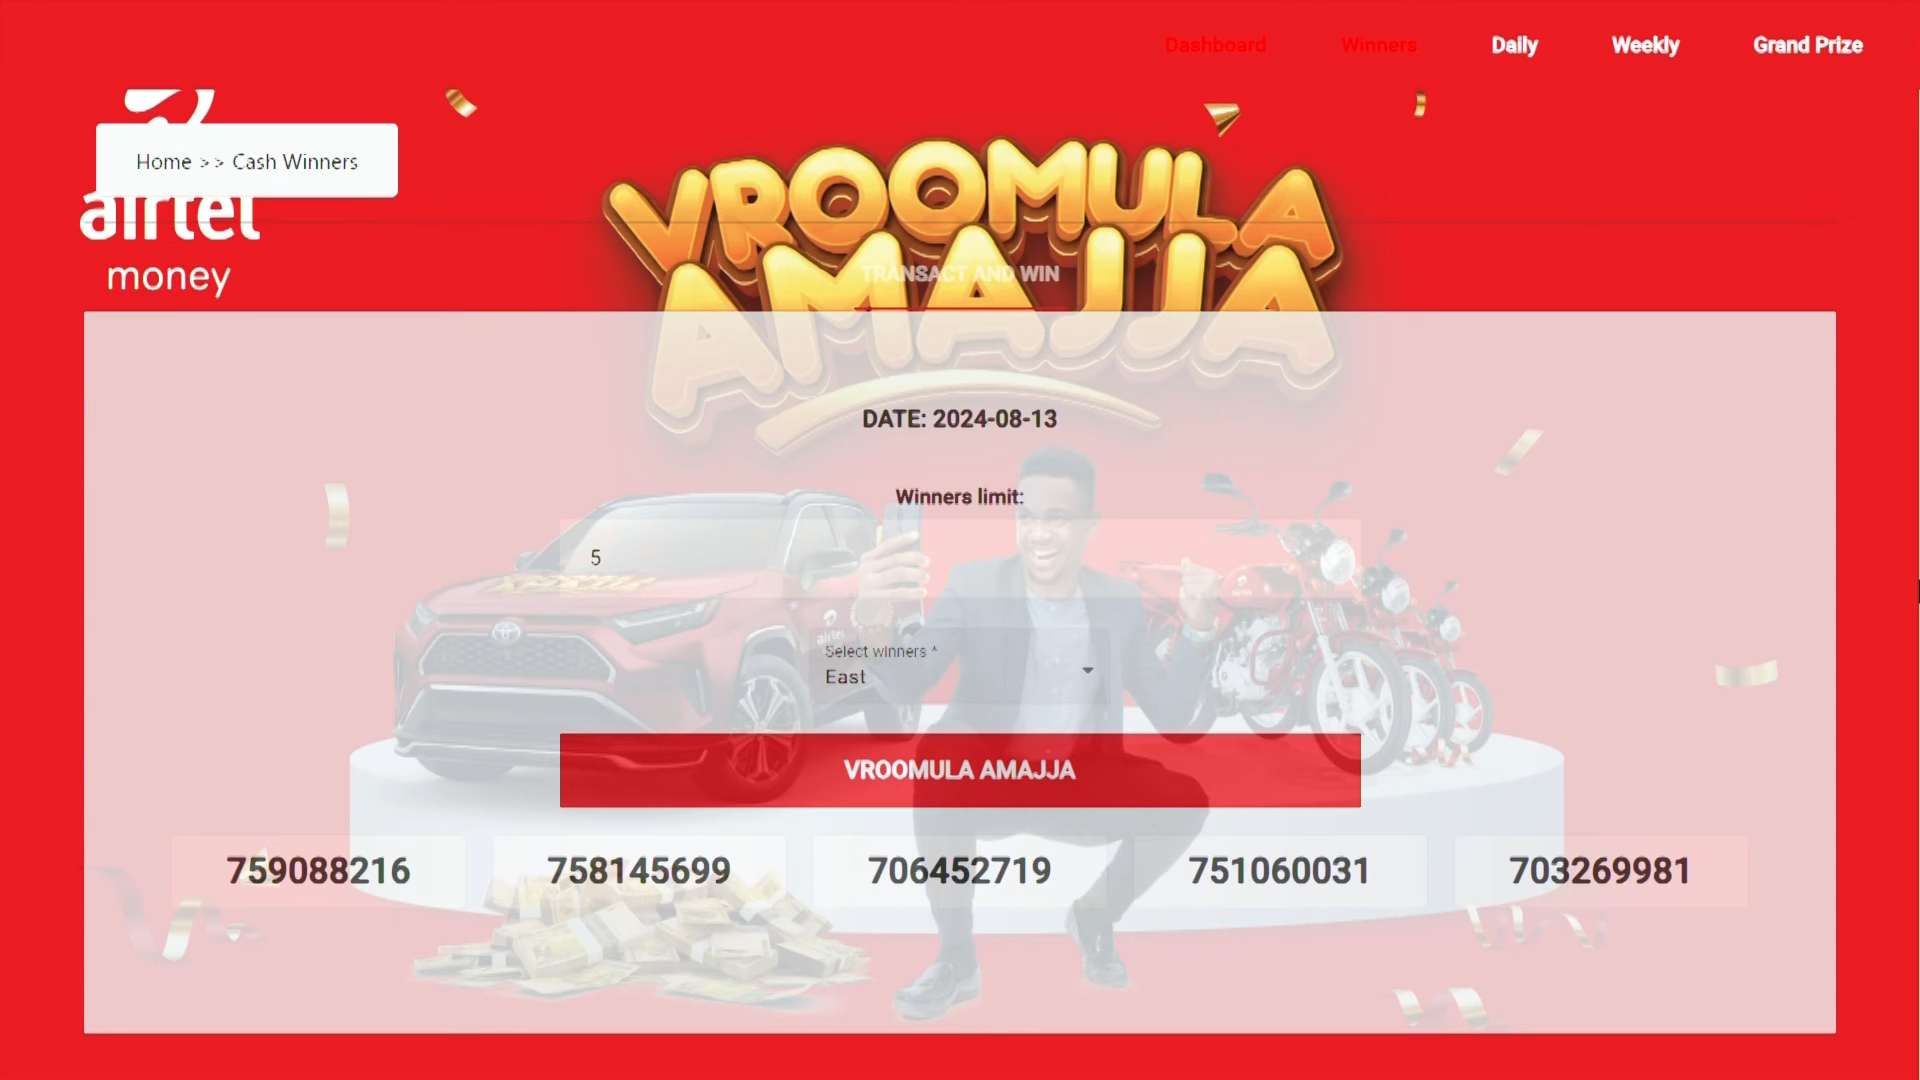 Dashboard Winners Daily Weekly Grand Prize
Home >> Cash Winners
airtel
money
VROOMULA
AMAJJA
TRANSACT AND WIN
DATE: 2024-08-13
Winners limit:
5
airtel
Select winners *
East
VROOMULA AMAJJA
759088216 758145699 706452719 751060031 703269981